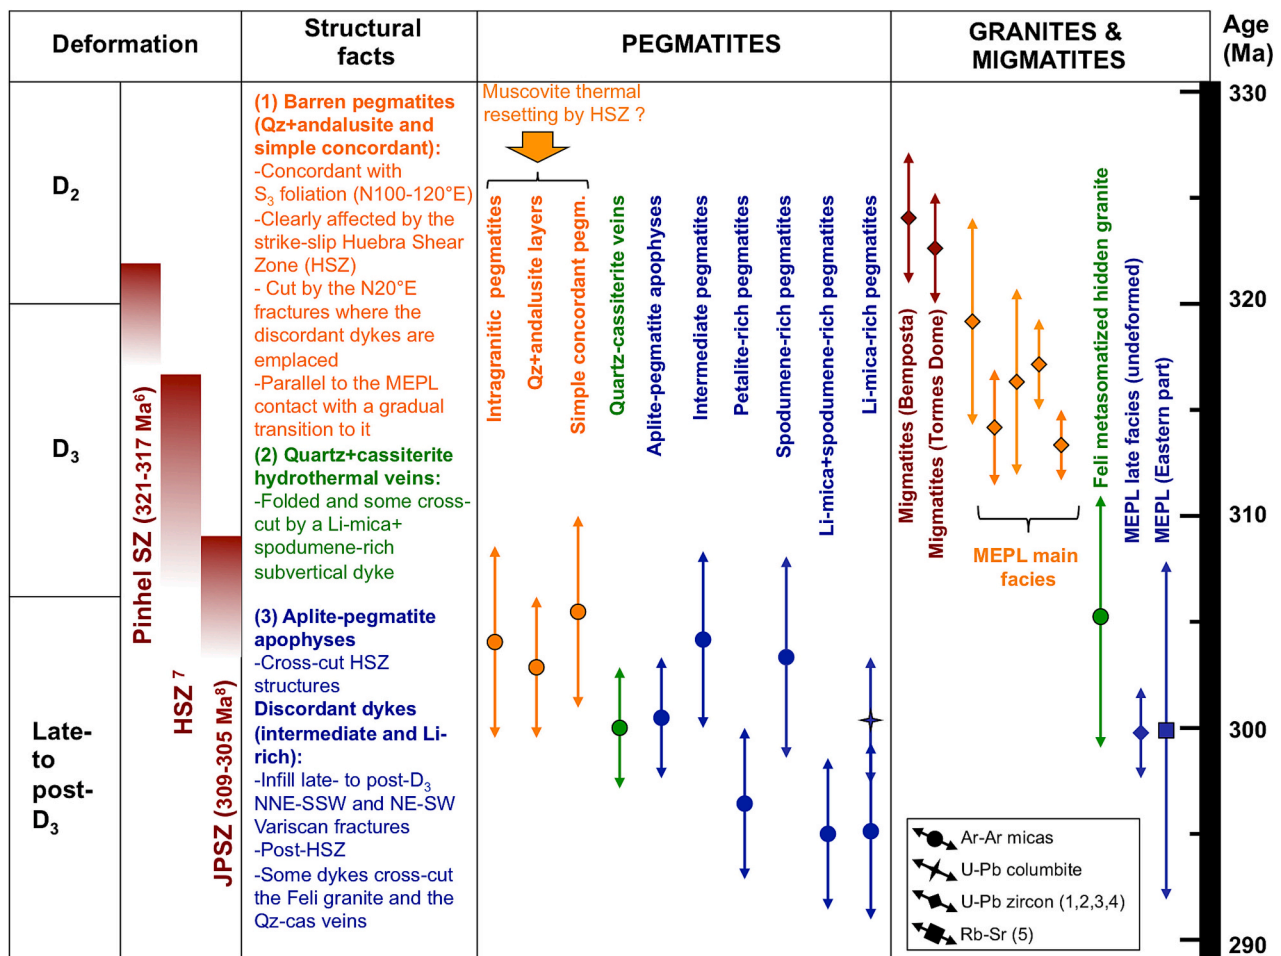 Deformation
Structural
facts
PEGMATITES
GRANITES &
MIGMATITES
Age
(Ma)
D2
D3
Late-
to
post-
D3
Pinhel SZ (321-317 Ma6)
HSZ 7
JPSZ (309-305 Ma8)
(1) Barren pegmatites
(Qz+andalusite and
simple concordant):
-Concordant with
S3 foliation (N100-120°E)
-Clearly affected by the
strike-slip Huebra Shear
Zone (HSZ)
- Cut by the N20°E
fractures where the
discordant dykes are
emplaced
-Parallel to the MEPL
contact with a gradual
transition to it
(2) Quartz+cassiterite
hydrothermal veins:
-Folded and some cross-
cut by a Li-mica+
spodumene-rich
subvertical dyke
(3) Aplite-pegmatite
apophyses
-Cross-cut HSZ
structures
Discordant dykes
(intermediate and Li-
rich):
-Infill late- to post-D3
NNE-SSW and NE-SW
Variscan fractures
-Post-HSZ
-Some dykes cross-cut
the Feli granite and the
Qz-cas veins
Muscovite thermal
resetting by HSZ ?
Intragranitic pegmatites
Qz+andalusite layers
Simple concordant pegm.
Quartz-cassiterite veins
Aplite-pegmatite apophyses
Intermediate pegmatites
Petalite-rich pegmatites
Spodumene-rich pegmatites
Li-mica+spodumene-rich pegmatites
Li-mica-rich pegmatites
Migmatites (Bemposta)
Migmatites (Tormes Dome)
MEPL main
facies
Feli metasomatized hidden granite
MEPL late facies (undeformed)
MEPL (Eastern part)
330
320
310
300
290
Ar-Ar micas
U-Pb columbite
U-Pb zircon (1,2,3,4)
Rb-Sr (5)